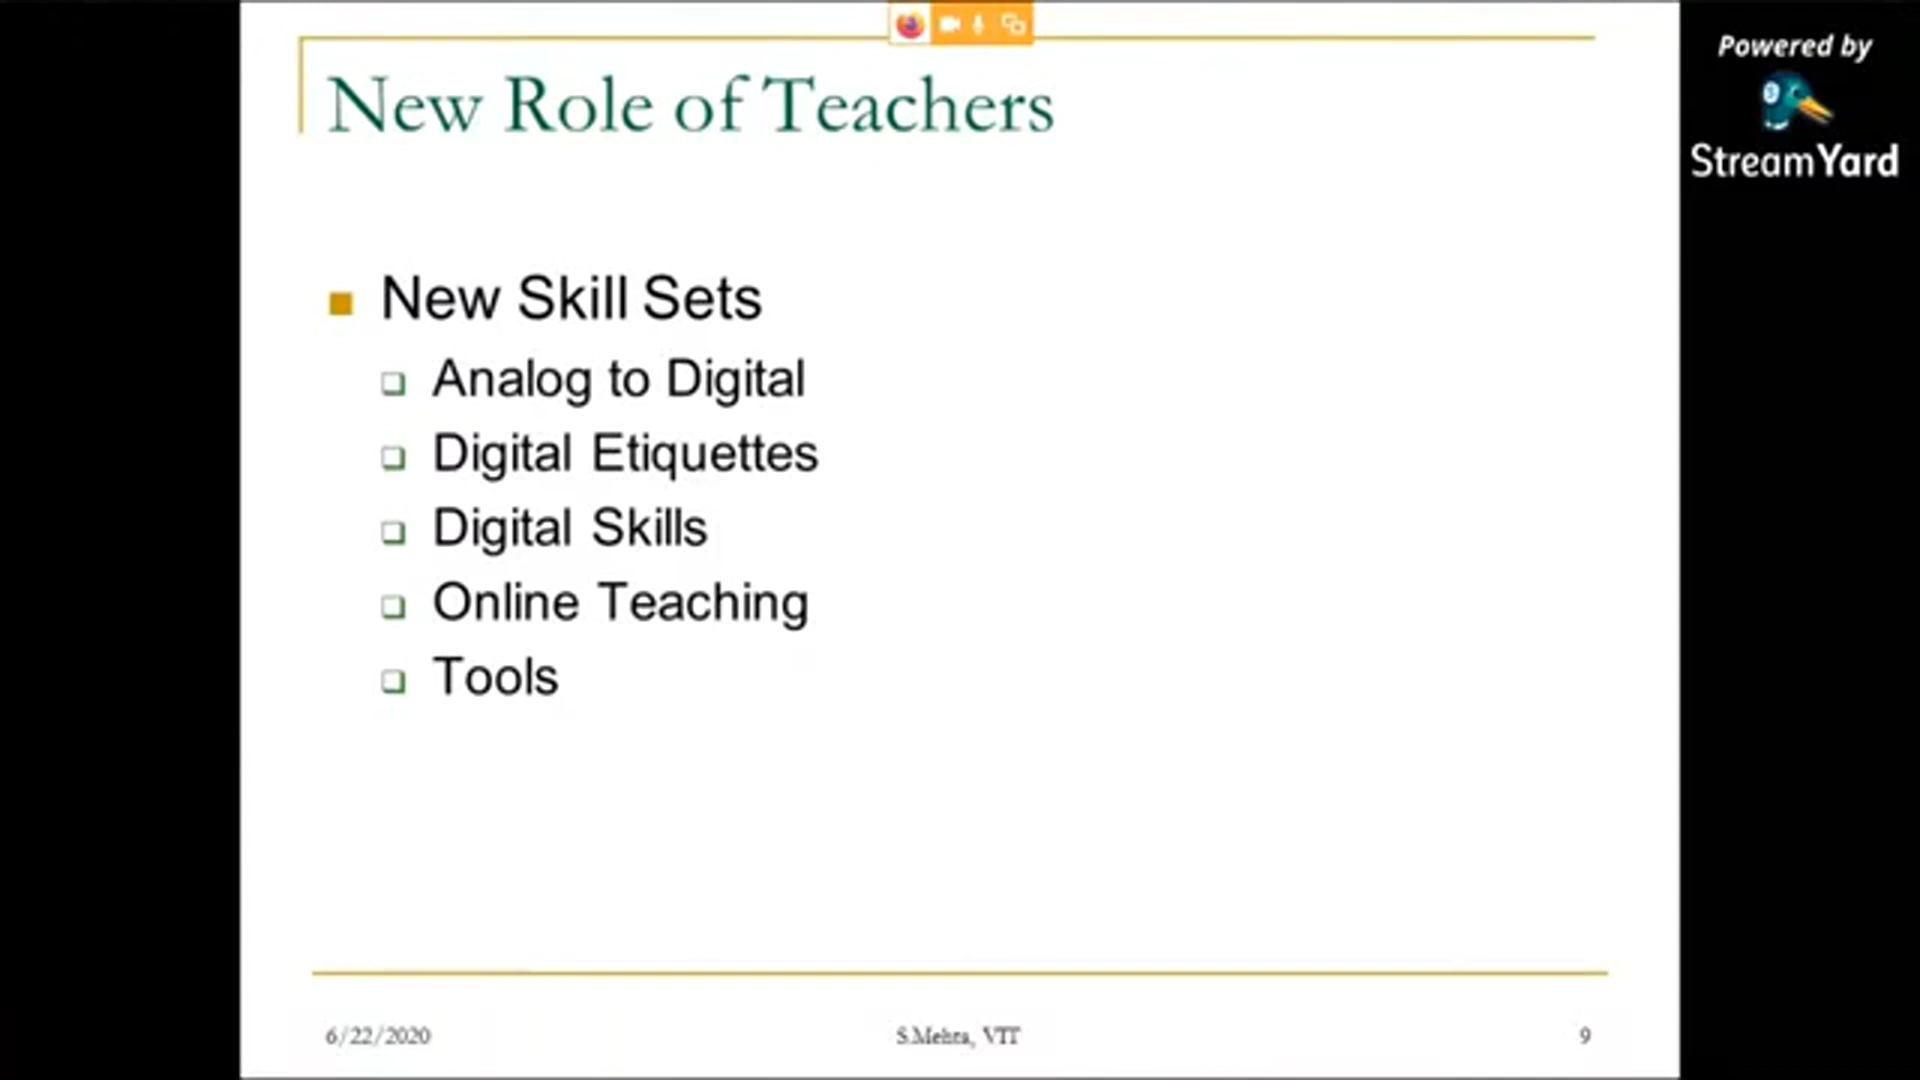 New Role of Teachers
New Skill Sets
Analog to Digital
Digital Etiquettes
Digital Skills
Online Teaching
Tools
6/22/2020
S.Mehra, VIT
9
Powered by
StreamYard